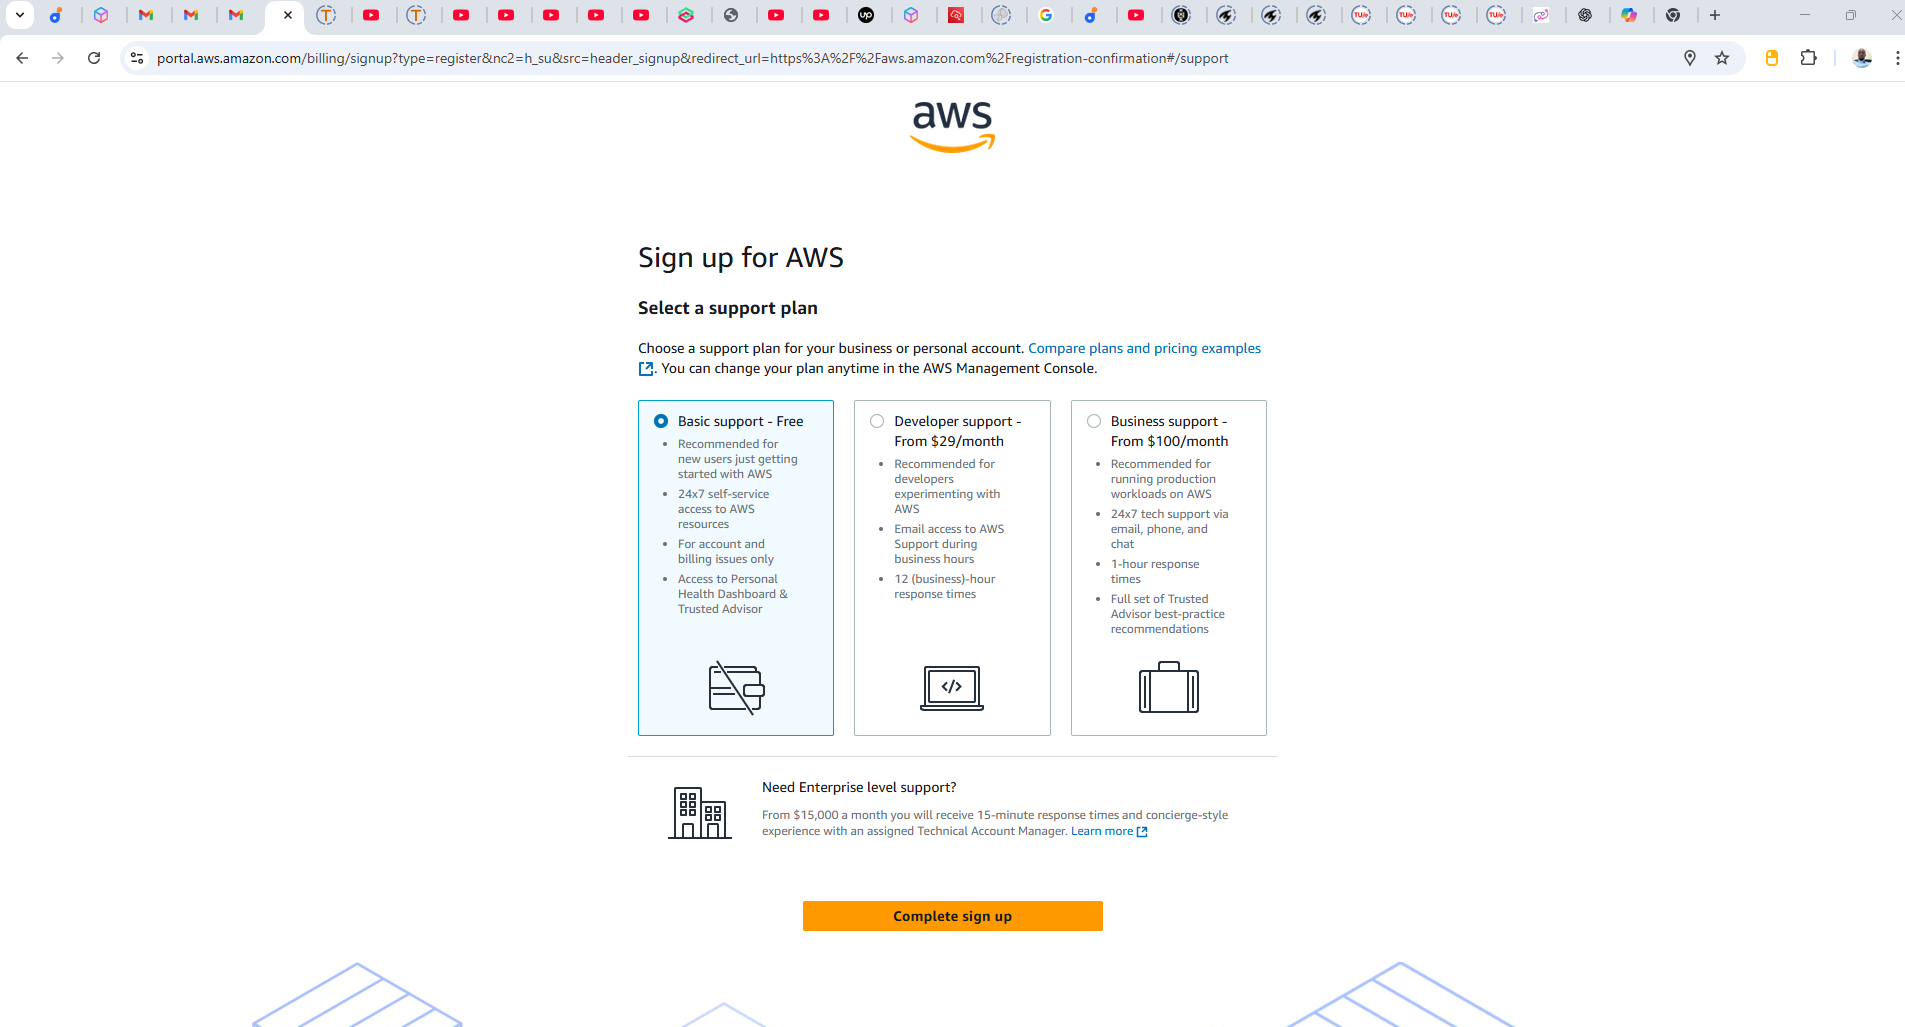 portal.aws.amazon.com/billing/signup?type=register&nc2=h_su&src=header_signup&redirect_url=https%3A%2F%2Faws.amazon.com%2Fregistration-confirmation#/support
aws
Sign up for AWS
Select a support plan
Choose a support plan for your business or personal account. Compare plans and pricing examples
. You can change your plan anytime in the AWS Management Console.
Basic support - Free
• Recommended for
new users just getting
started with AWS
• 24x7 self-service
access to AWS
resources
• For account and
billing issues only
• Access to Personal
Health Dashboard &
Trusted Advisor
Developer support -
From $29/month
• Recommended for
developers
experimenting with
AWS
• Email access to AWS
Support during
business hours
• 12 (business)-hour
response times
</>
Business support -
From $100/month
• Recommended for
running production
workloads on AWS
• 24x7 tech support via
email, phone, and
chat
• 1-hour response
times
• Full set of Trusted
Advisor best-practice
recommendations
Need Enterprise level support?
From $15,000 a month you will receive 15-minute response times and concierge-style
experience with an assigned Technical Account Manager. Learn more
Complete sign up